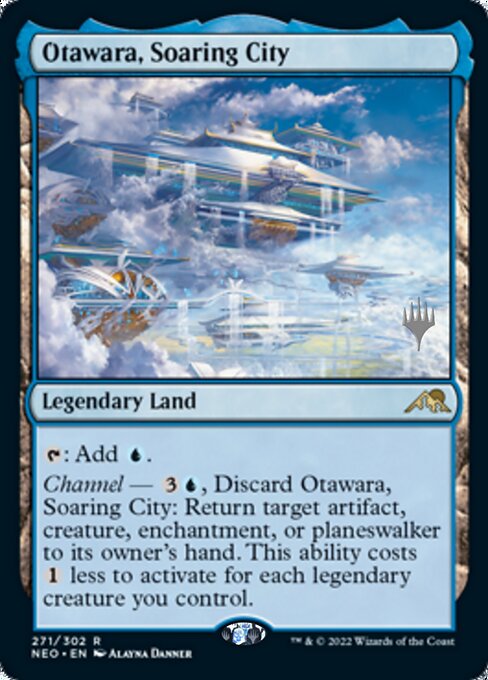 Otawara, Soaring City
Legendary Land
: Add .
Channel — 3, Discard Otawara,
Soaring City: Return target artifact,
creature, enchantment, or planeswalker
to its owner's hand. This ability costs
1 less to activate for each legendary
creature you control.
271/302 R
NEO • EN ALAYNA DANNER
™ & © 2022 Wizards of the Coast